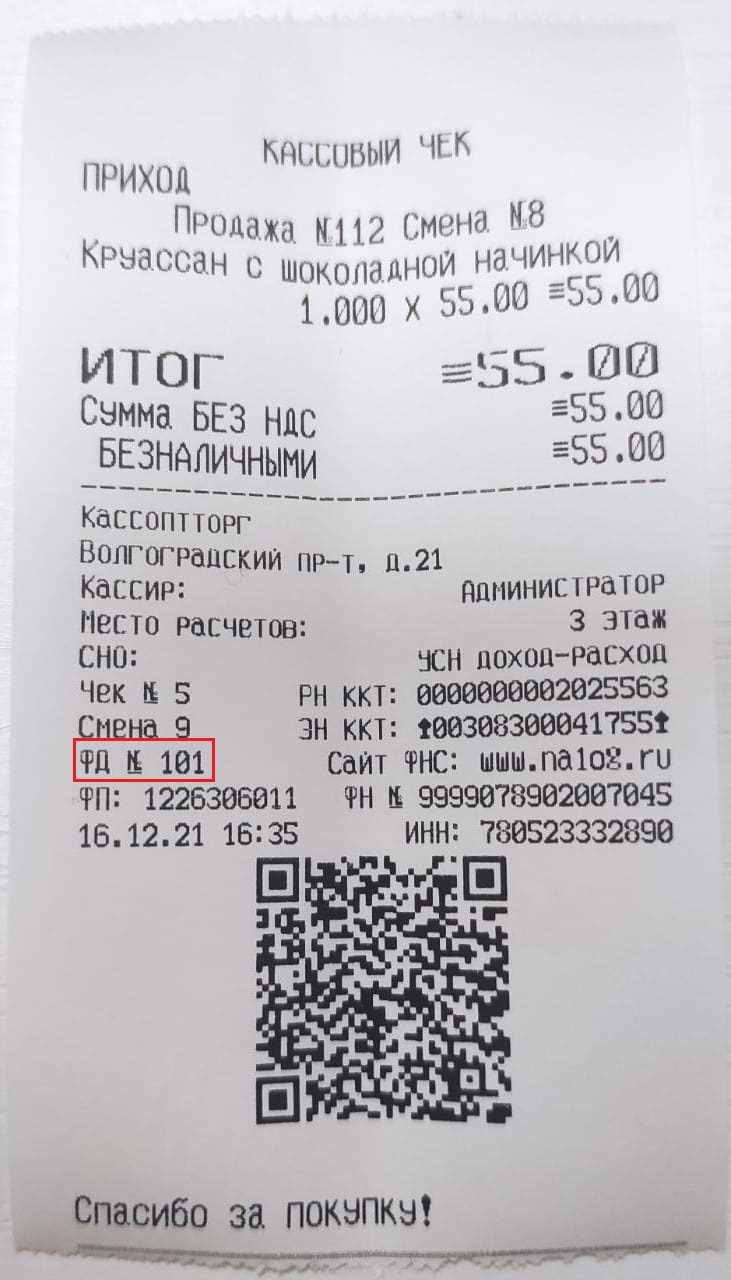 КАССОВЫЙ ЧЕК
ПРИХОД
Продажа №112 Смена №8
Круассан с шоколадной начинкой
1.000 X 55.00 ≡55.00
ИТОГ ≡55.00
Сумма БЕЗ НДС ≡55.00
БЕЗНАЛИЧНЫМИ ≡55.00
Кассоптторг
Волгоградский пр-т, д.21
Кассир: Администратор
Место расчетов: 3 этаж
СНО: УСН доход-расход
Чек № 5 РН ККТ: 0000000002025563
Смена 9 ЗН ККТ: 00308300041755
ФД № 101 Сайт ФНС: www.nalog.ru
ФП: 1226306011 ФН № 9999078902007045
16.12.21 16:35 ИНН: 780523332890
Спасибо за покупку!